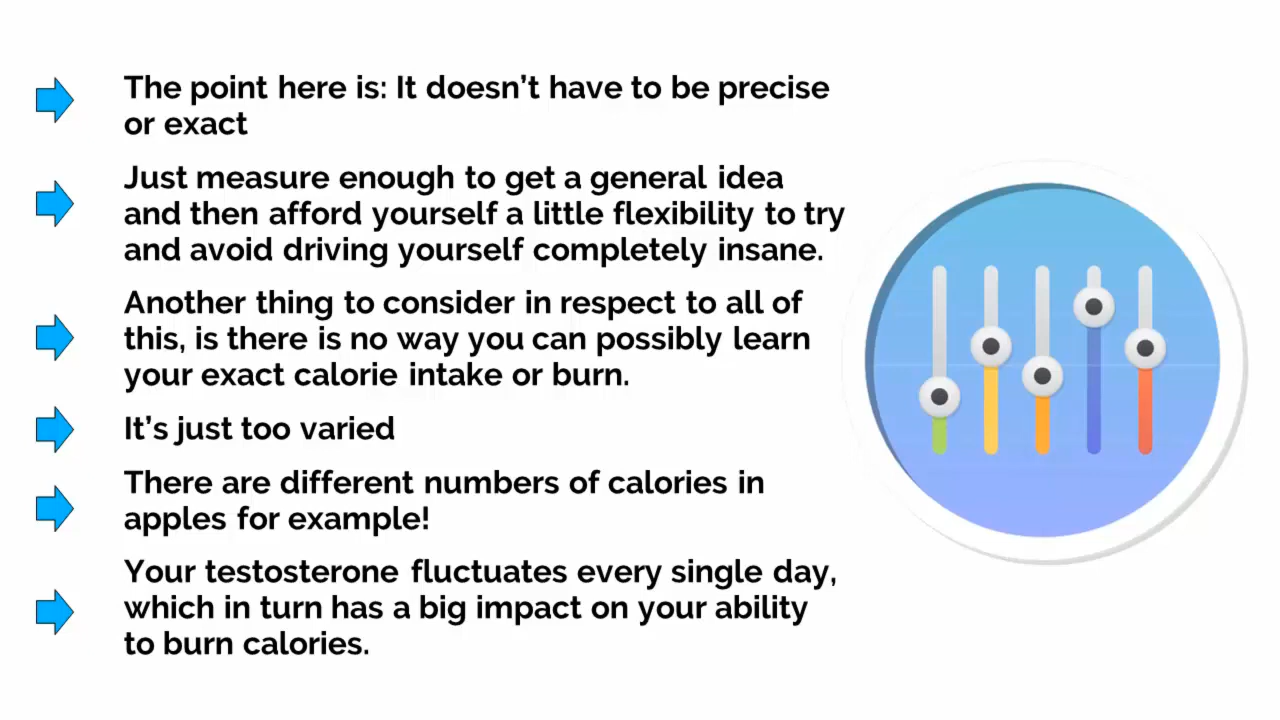 The point here is: It doesn’t have to be precise
or exact
Just measure enough to get a general idea
and then afford yourself a little flexibility to try
and avoid driving yourself completely insane.
Another thing to consider in respect to all of
this, is there is no way you can possibly learn
your exact calorie intake or burn.
It’s just too varied
There are different numbers of calories in
apples for example!
Your testosterone fluctuates every single day,
which in turn has a big impact on your ability
to burn calories.